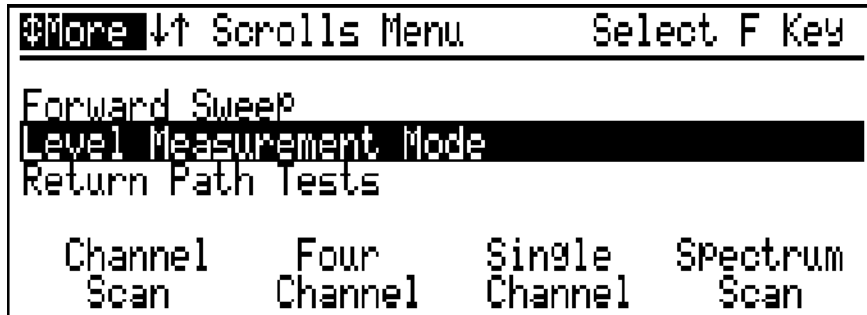 ⇕More ↓↑ Scrolls Menu Select F Key
Forward Sweep
Level Measurement Mode
Return Path Tests
Channel Four Single Spectrum
Scan Channel Channel Scan